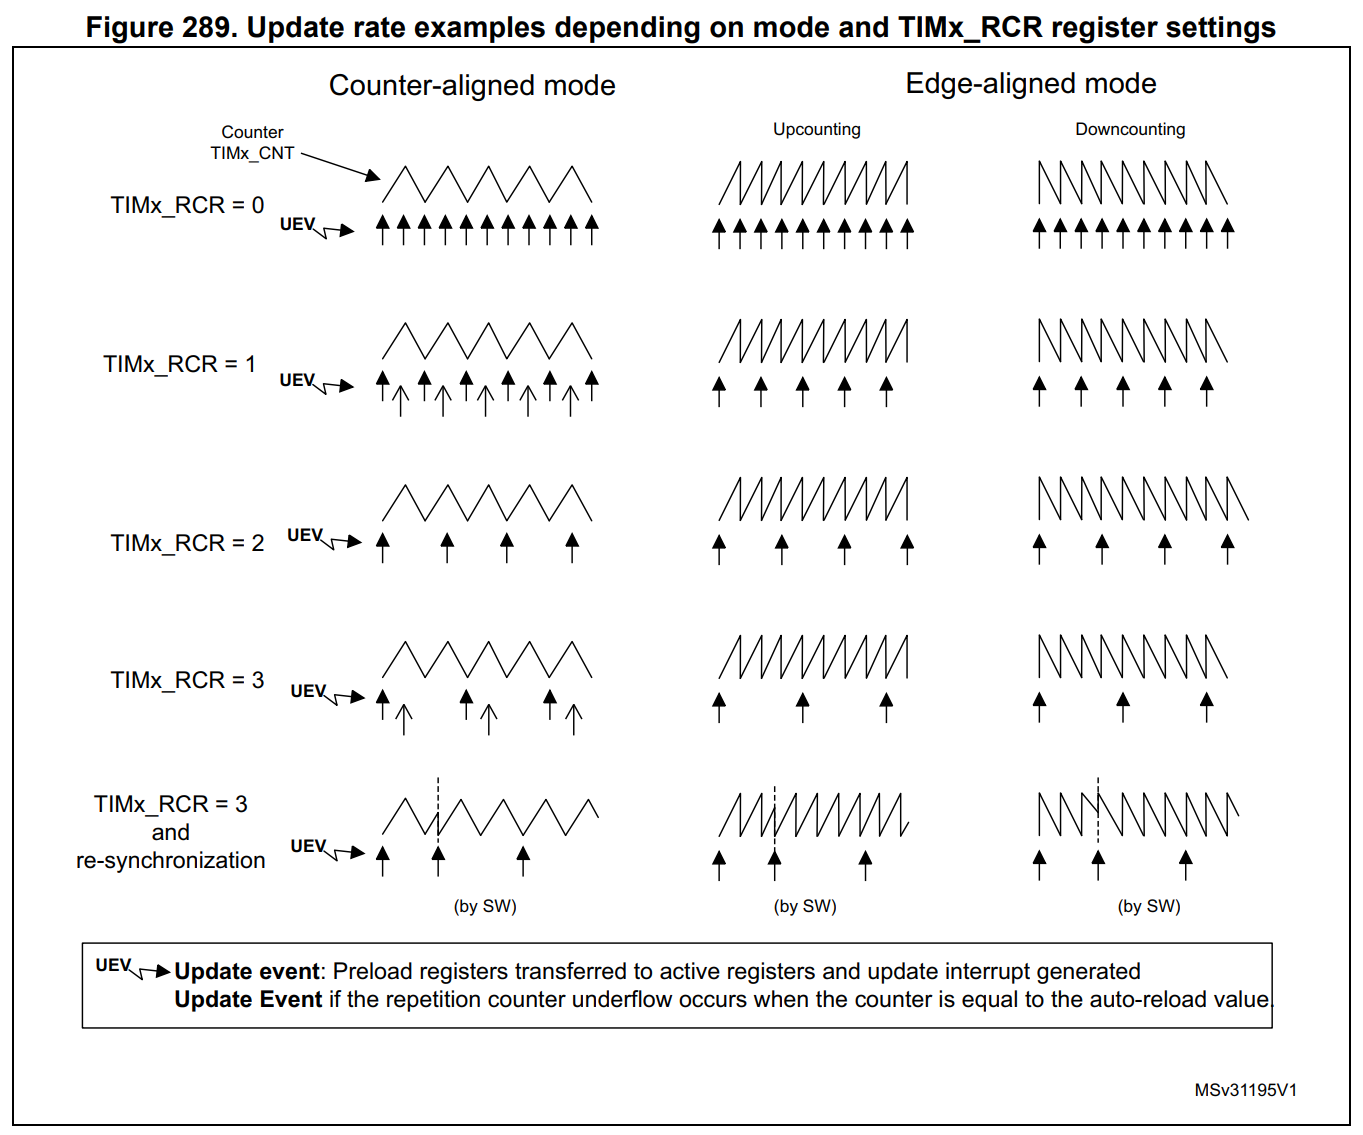 Figure 289. Update rate examples depending on mode and TIMx_RCR register settings
Counter-aligned mode
Edge-aligned mode
Counter
TIMx_CNT
Upcounting
Downcounting
TIMx_RCR = 0
UEV
TIMx_RCR = 1
UEV
TIMx_RCR = 2
UEV
TIMx_RCR = 3
UEV
TIMx_RCR = 3
and
re-synchronization
UEV
(by SW)
(by SW)
(by SW)
UEV Update event: Preload registers transferred to active registers and update interrupt generated
Update Event if the repetition counter underflow occurs when the counter is equal to the auto-reload value.
MSv31195V1